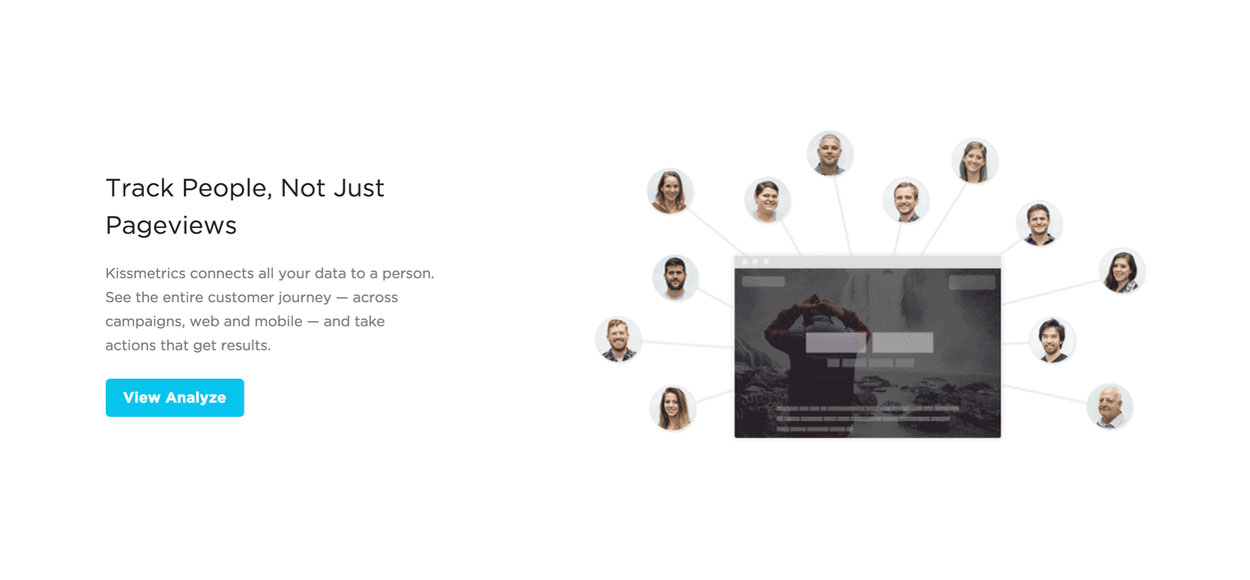 Track People, Not Just
Pageviews
Kissmetrics connects all your data to a person.
See the entire customer journey — across
campaigns, web and mobile — and take
actions that get results.
View Analyze